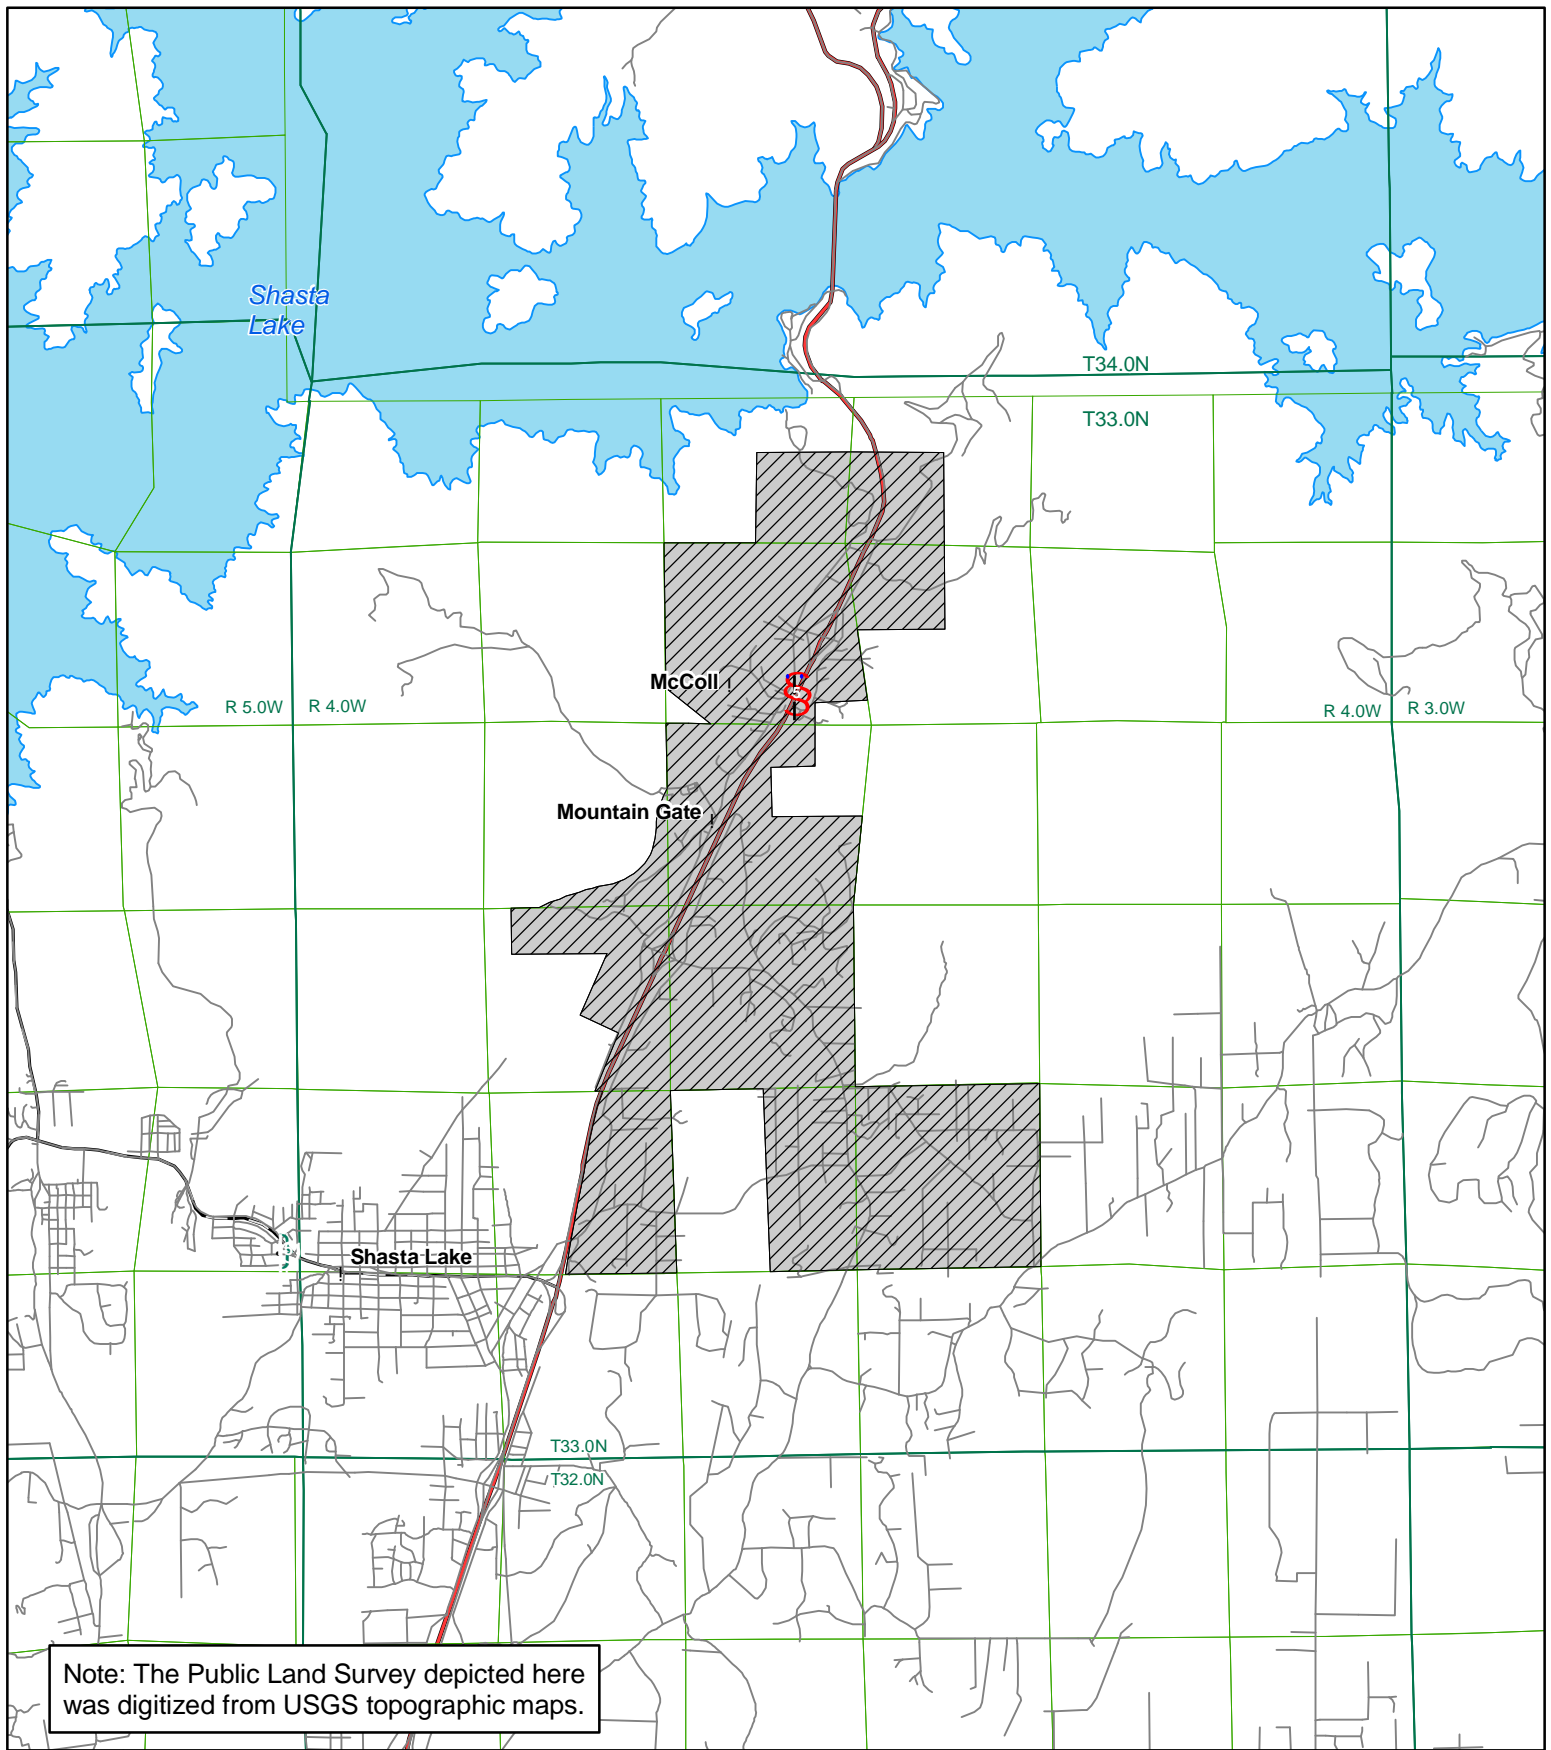 Shasta
Lake
T34.0N
T33.0N
McColl
R 5.0W
R 4.0W
R 4.0W
R 3.0W
Mountain Gate
Shasta Lake
T33.0N
T32.0N
Note: The Public Land Survey depicted here
was digitized from USGS topographic maps.